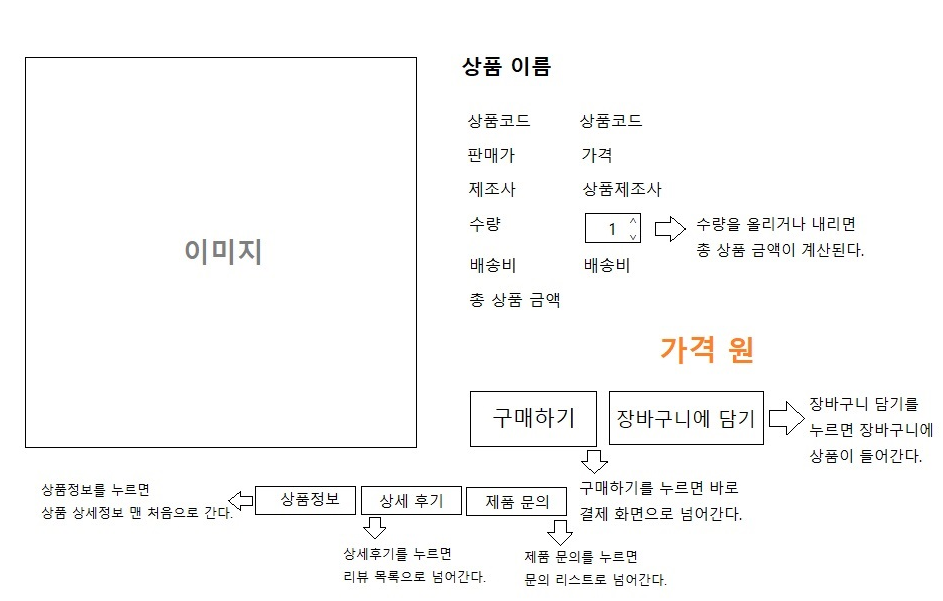 상품 이름
상품코드 상품코드
판매가 가격
제조사 상품제조사
수량 1 수량을 올리거나 내리면
총 상품 금액이 계산된다.
배송비 배송비
총 상품 금액
이미지
가격 원
구매하기 장바구니에 담기
장바구니 담기를
누르면 장바구니에
상품이 들어간다.
구매하기를 누르면 바로
결제 화면으로 넘어간다.
상품정보를 누르면
상품 상세정보 맨 처음으로 간다.
상품정보 상세 후기 제품 문의
상세후기를 누르면
리뷰 목록으로 넘어간다.
제품 문의를 누르면
문의 리스트로 넘어간다.